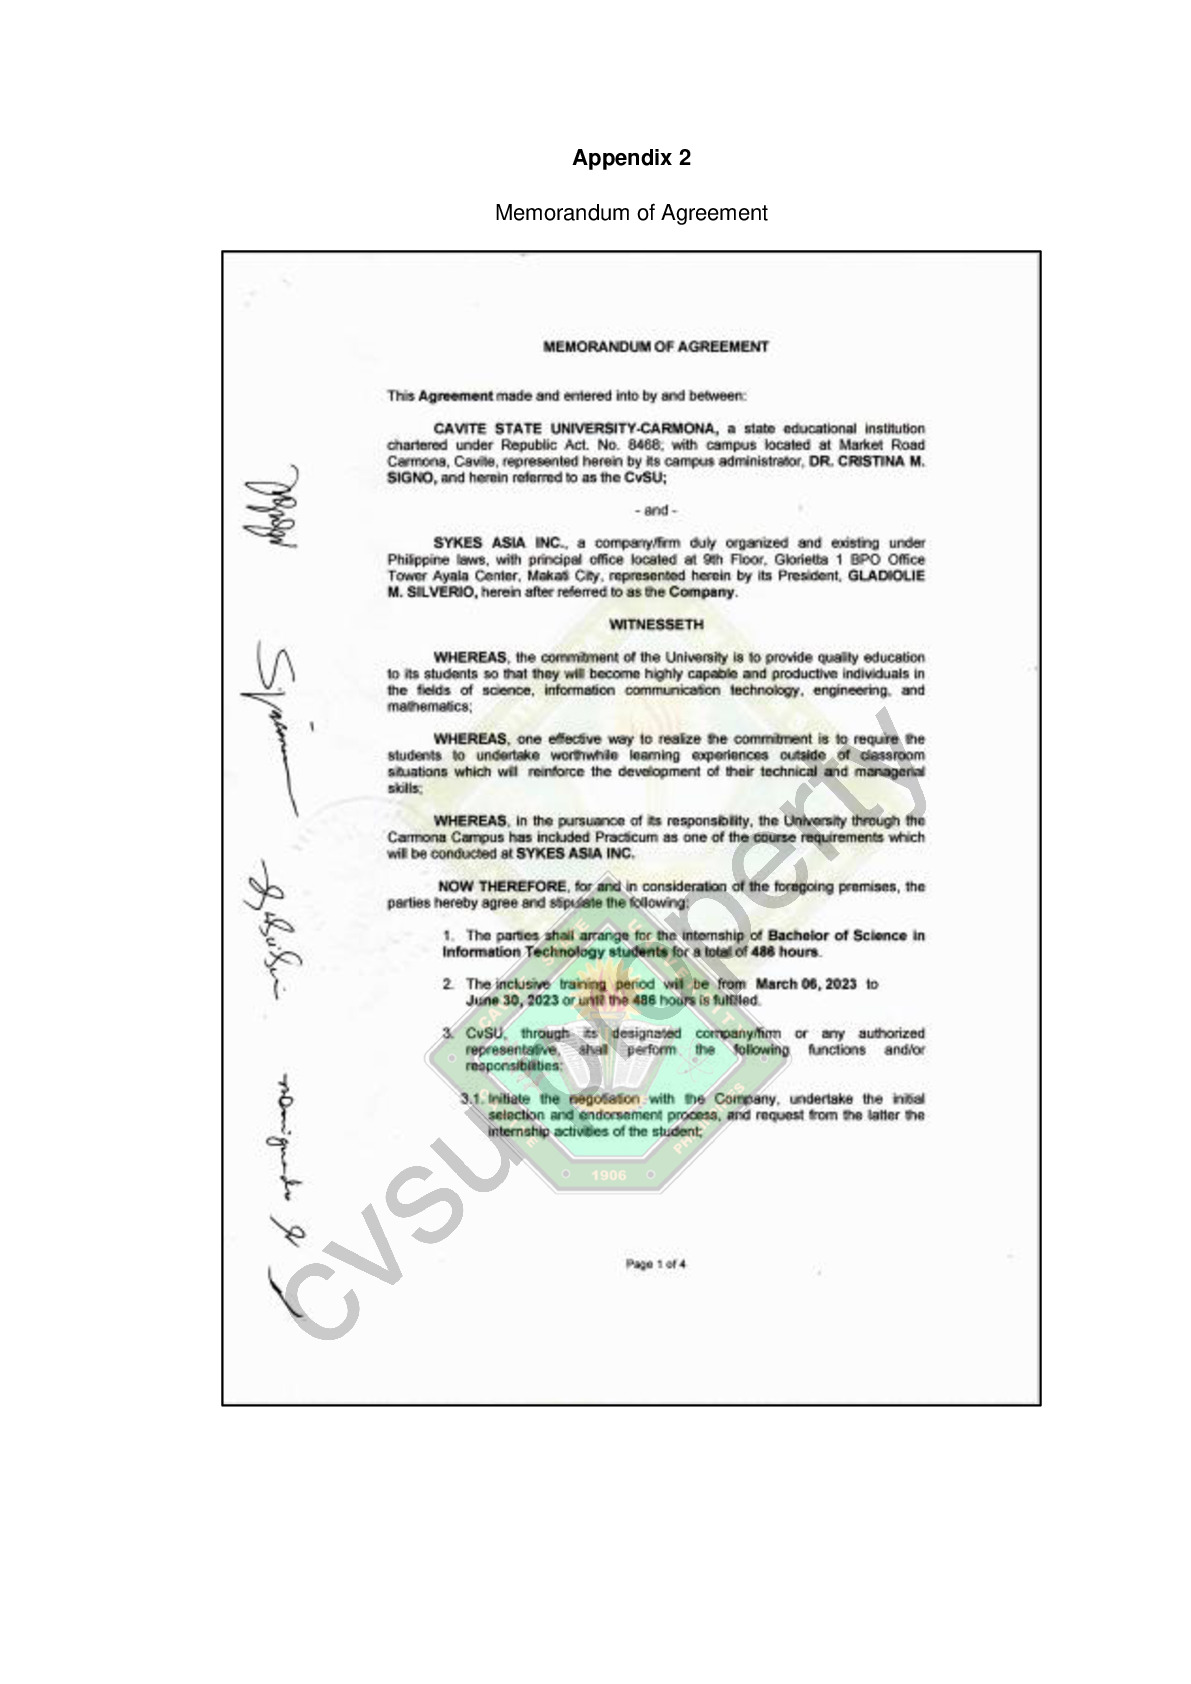 Appendix 2
Memorandum of Agreement
MEMORANDUM OF AGREEMENT
This Agreement made and entered into by and between:
CAVITE STATE UNIVERSITY-CARMONA, a state educational institution
chartered under Republic Act. No. 8468; with campus located at Market Road
Carmona, Cavite, represented herein by its campus administrator, DR. CRISTINA M.
SIGNO, and herein referred to as the CvSU;
- and -
SYKES ASIA INC., a company/firm duly organized and existing under
Philippine laws, with principal office located at 9th Floor, Glorietta 1 BPO Office
Tower Ayala Center, Makati City, represented herein by its President, GLADIOLIE
M. SILVERIO, herein after referred to as the Company.
WITNESSETH
WHEREAS, the commitment of the University is to provide quality education
to its students so that they will become highly capable and productive individuals in
the fields of science, information communication technology, engineering, and
mathematics;
WHEREAS, one effective way to realize the commitment is to require the
students to undertake worthwhile learning experiences outside of classroom
situations which will reinforce the development of their technical and managerial
skills;
WHEREAS, in the pursuance of its responsibility, the University through the
Carmona Campus has included Practicum as one of the course requirements which
will be conducted at SYKES ASIA INC.
NOW THEREFORE, for and in consideration of the foregoing premises, the
parties hereby agree and stipulate the following:
1. The parties shall arrange for the internship of Bachelor of Science in
Information Technology students for a total of 486 hours.
2. The inclusive training period will be from March 06, 2023 to
June 30, 2023 or until the 486 hours is fulfilled.
3. CvSU, through its designated company/firm or any authorized
representative, shall perform the following functions and/or
responsibilities:
3.1. Initiate the negotiation with the Company, undertake the initial
selection and endorsement process, and request from the latter the
internship activities of the student;
1906
Page 1 of 4
cvsu property